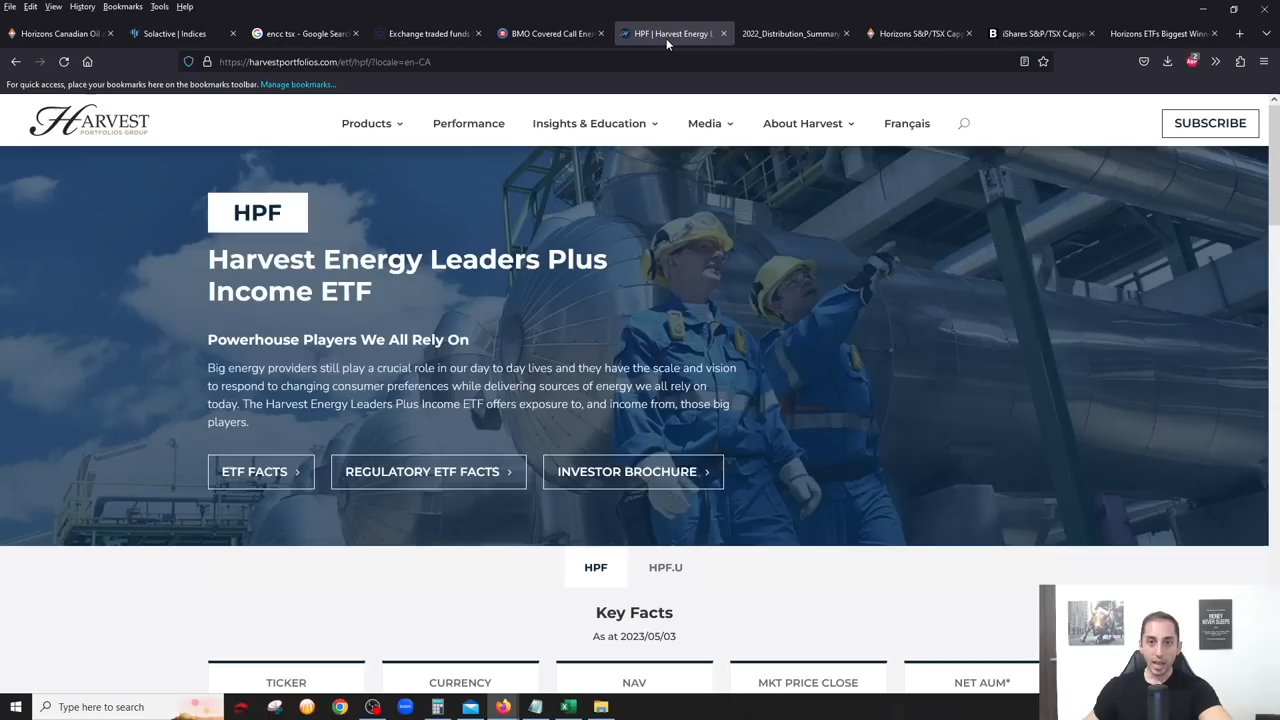 File Edit View History Bookmarks Tools Help
Horizons Canadian Oil a
Solactive | Indices
encc tsx - Google Searc
Exchange traded funds
BMO Covered Call Ener
HPF | Harvest Energy L
2022_Distribution_Summary
Horizons S&P/TSX Capp
iShares S&P/TSX Cappe
Horizons ETFs Biggest Winn
https://harvestportfolios.com/etf/hpf/?locale=en-CA
2
For quick access, place your bookmarks here on the bookmarks toolbar. Manage bookmarks...
HARVEST
PORTFOLIOS GROUP
Products
Performance
Insights & Education
Media
About Harvest
Français
SUBSCRIBE
HPF
Harvest Energy Leaders Plus
Income ETF
Powerhouse Players We All Rely On
Big energy providers still play a crucial role in our day to day lives and they have the scale and vision
to respond to changing consumer preferences while delivering sources of energy we all rely on
today. The Harvest Energy Leaders Plus Income ETF offers exposure to, and income from, those big
players.
ETF FACTS
REGULATORY ETF FACTS
INVESTOR BROCHURE
HPF
HPF.U
Key Facts
As at 2023/05/03
TICKER
CURRENCY
NAV
MKT PRICE CLOSE
NET AUM*
MONEY
NEVER SLEEPS
Type here to search